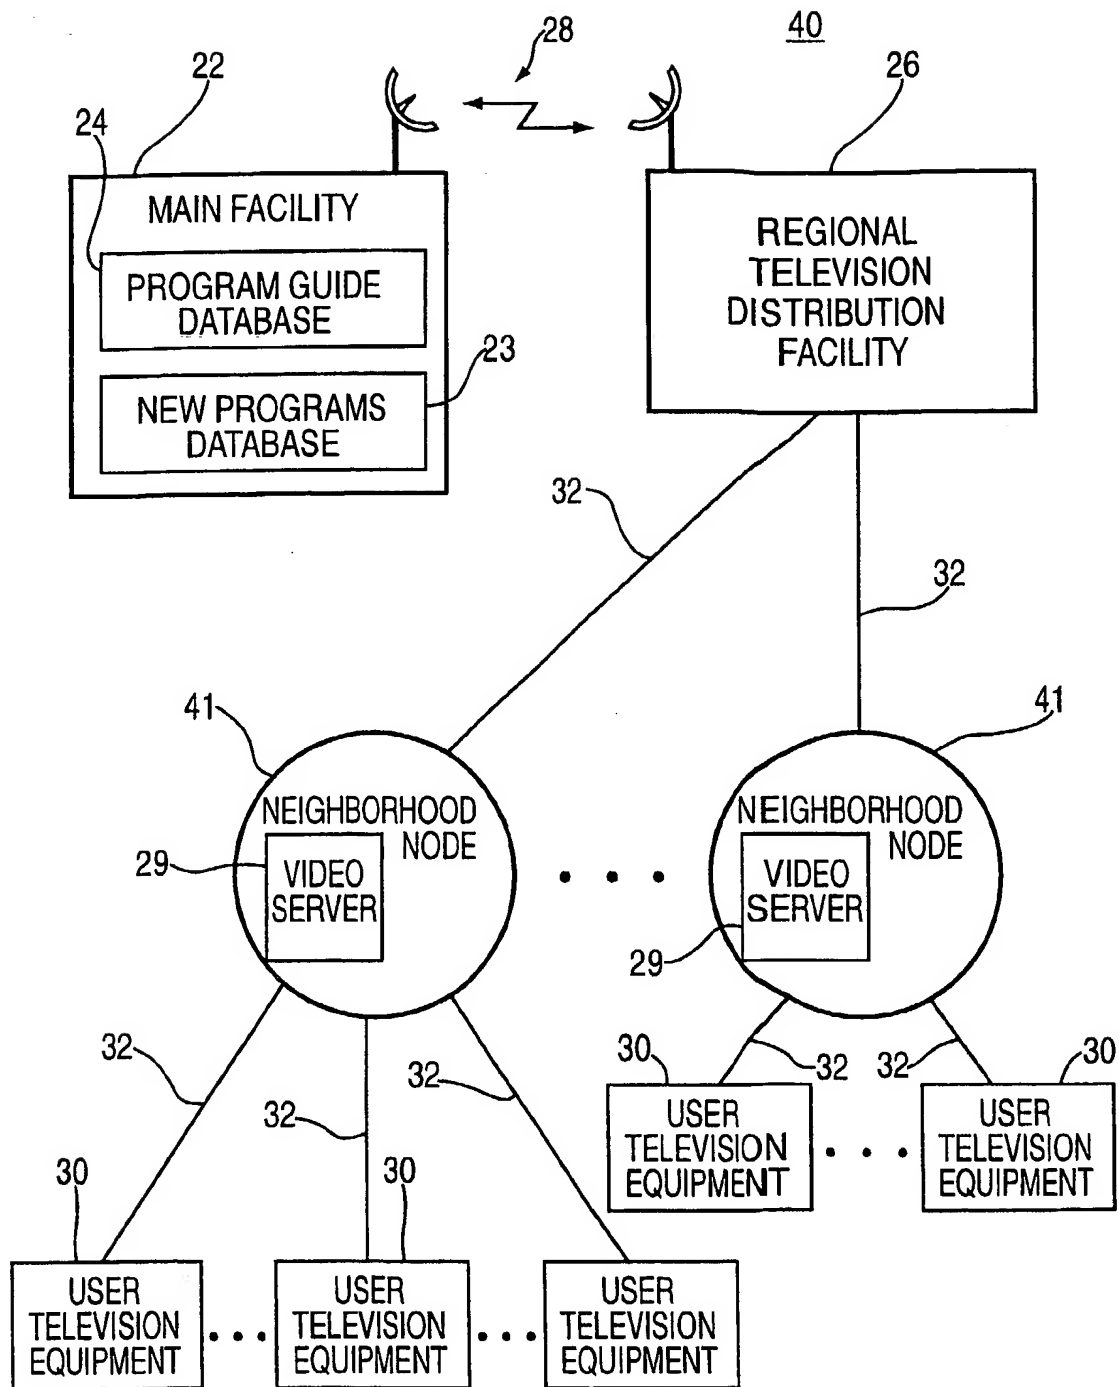 28
40
22
26
24
MAIN FACILITY
PROGRAM GUIDE
DATABASE
23
NEW PROGRAMS
DATABASE
REGIONAL
TELEVISION
DISTRIBUTION
FACILITY
32
32
41
41
NEIGHBORHOOD
NODE
29
VIDEO
SERVER
NEIGHBORHOOD
NODE
VIDEO
SERVER
29
32
32
32
30
32
32
30
USER
TELEVISION
EQUIPMENT
USER
TELEVISION
EQUIPMENT
30
30
USER
TELEVISION
EQUIPMENT
USER
TELEVISION
EQUIPMENT
USER
TELEVISION
EQUIPMENT